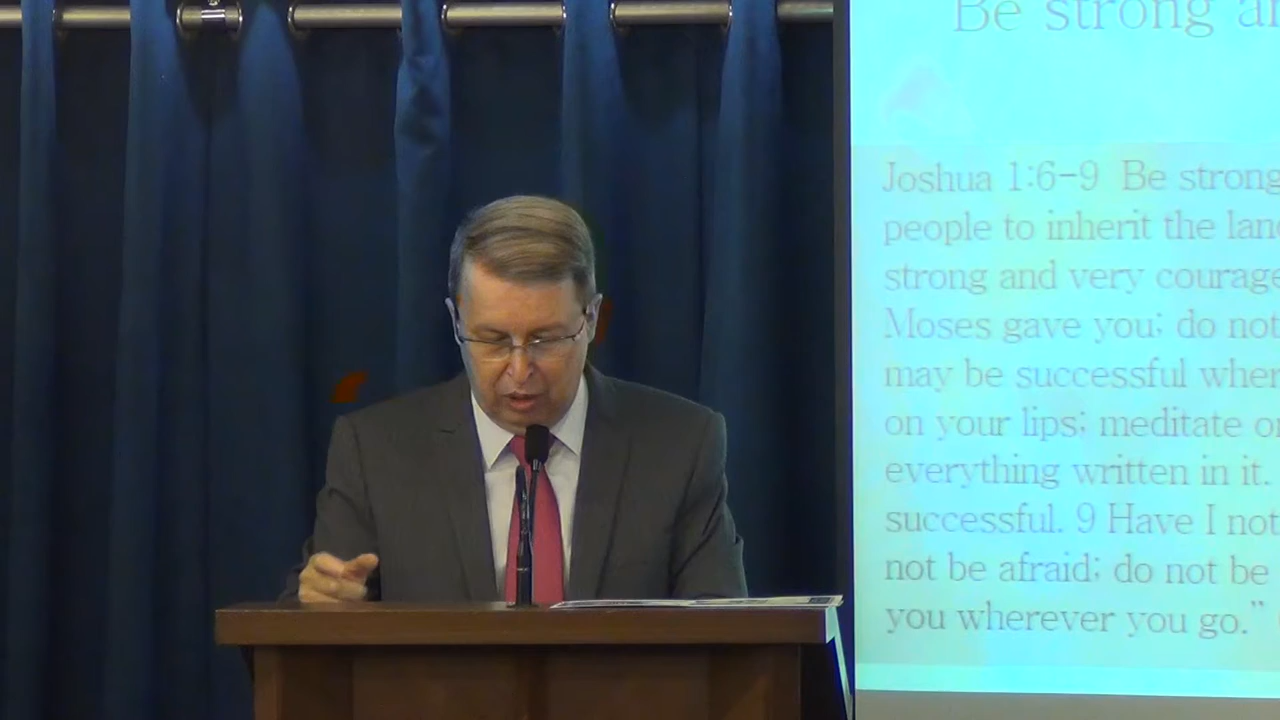 Be strong a
Joshua 1:6-9 Be strong
people to inherit the lan
strong and very courage
Moses gave you; do not
may be successful wher
on your lips; meditate o
everything written in it.
successful. 9 Have I not
not be afraid; do not be
you wherever you go.”